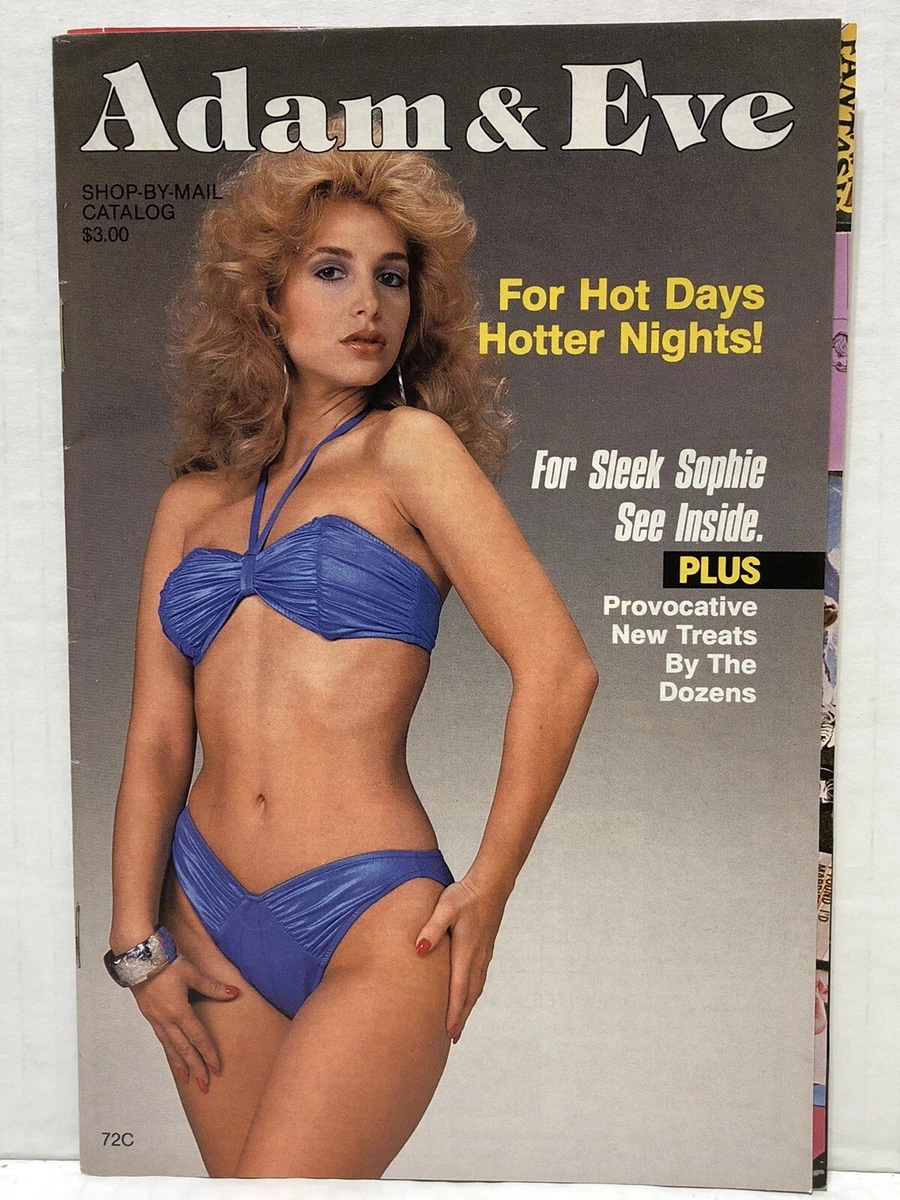 Adam & Eve
SHOP-BY-MAIL
CATALOG
$3.00
For Hot Days
Hotter Nights!
For Sleek Sophie
See Inside.
PLUS
Provocative
New Treats
By The
Dozens
72C